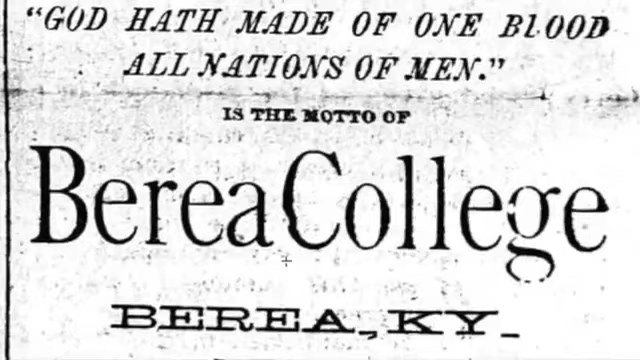 "GOD HATH MADE OF ONE BLOOD
ALL NATIONS OF MEN."
IS THE MOTTO OF
Berea College
BEREA, KY.